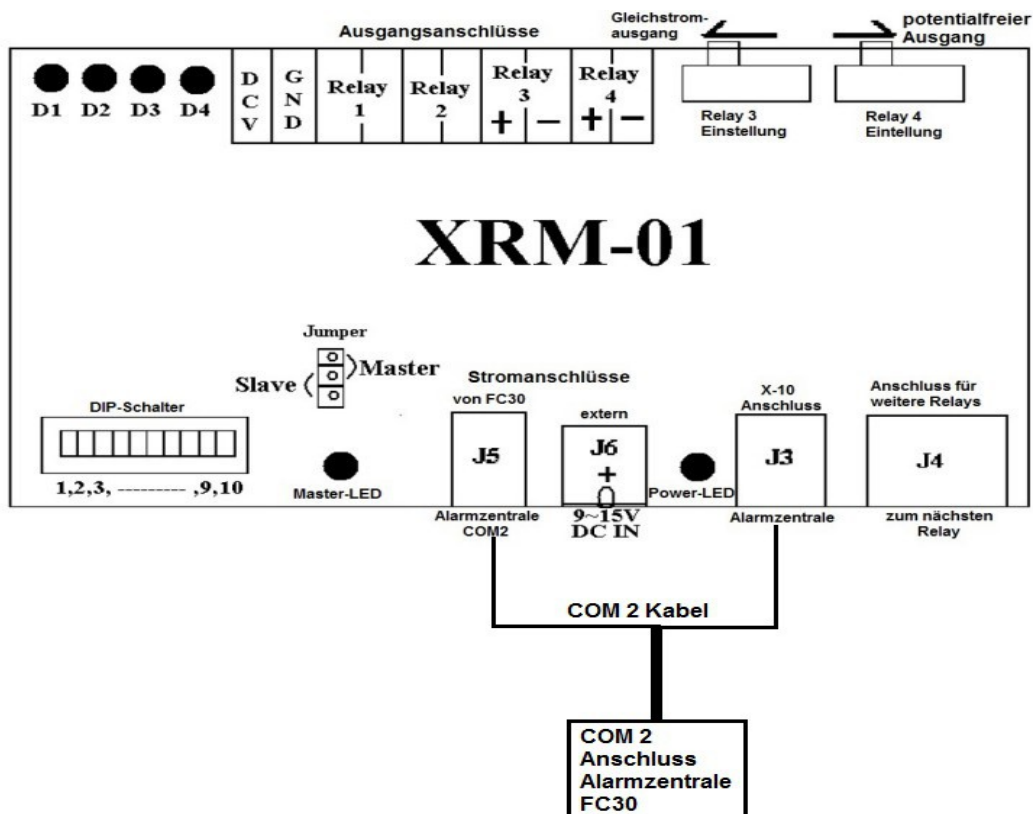 Ausgangsanschlüsse
Gleichstrom-
ausgang
potentialfreier
Ausgang
D1 D2 D3 D4
DCV
GND
Relay
1
Relay
2
Relay
3
+ −
Relay
4
+ −
Relay 3
Einstellung
Relay 4
Eintellung
XRM-01
Jumper
Slave
Master
DIP-Schalter
1,2,3, --------- ,9,10
Master-LED
Stromanschlüsse
von FC30
J5
Alarmzentrale
COM2
extern
J6
+
9~15V
DC IN
Power-LED
X-10
Anschluss
J3
Alarmzentrale
Anschluss für
weitere Relays
J4
zum nächsten
Relay
COM 2 Kabel
COM 2
Anschluss
Alarmzentrale
FC30